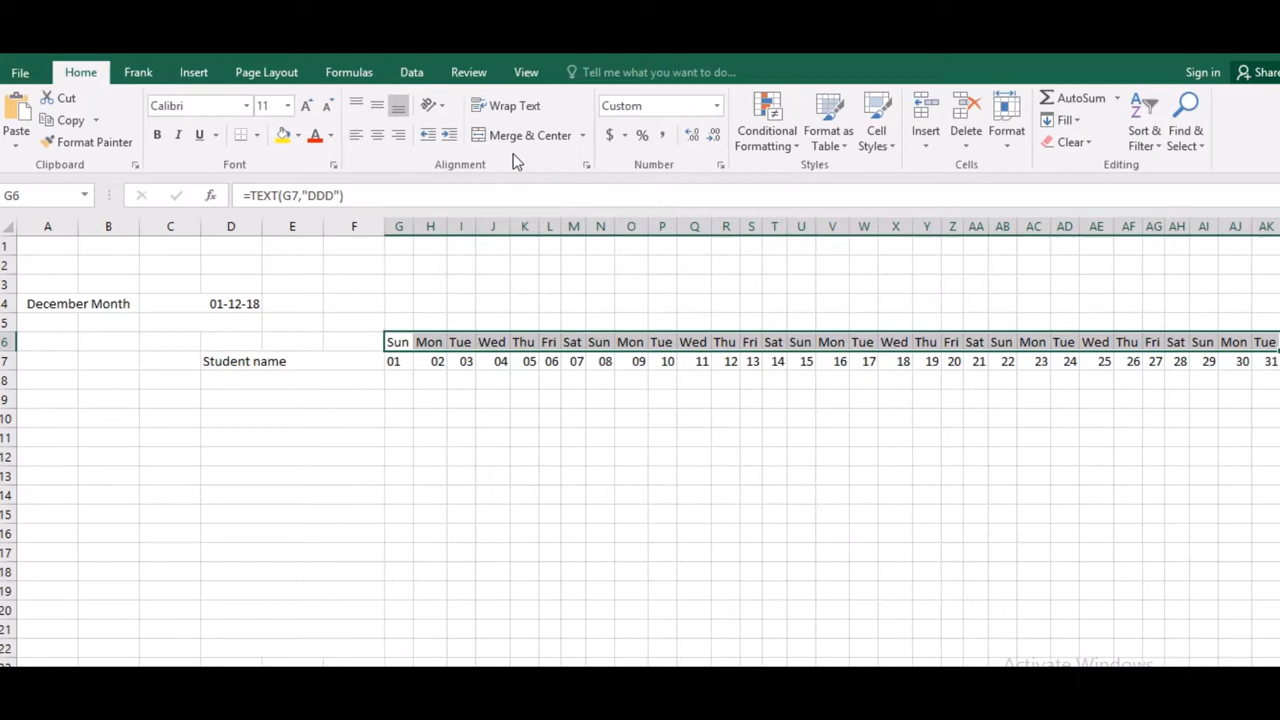 File Home Frank Insert Page Layout Formulas Data Review View Tell me what you want to do... Sign in Share
Cut Calibri 11 Wrap Text Custom AutoSum
Paste Copy Merge & Center $ % , Conditional Formatting Format as Table Cell Styles Insert Delete Format Fill Sort & Filter Find & Select
Format Painter B I U A Clear
Clipboard Font Alignment Number Styles Cells Editing
G6 fx =TEXT(G7,"DDD")
A B C D E F G H I J K L M N O P Q R S T U V W X Y Z AA AB AC AD AE AF AG AH AI AJ AK
1
2
3
4 December Month 01-12-18
5
6 Sun Mon Tue Wed Thu Fri Sat Sun Mon Tue Wed Thu Fri Sat Sun Mon Tue Wed Thu Fri Sat Sun Mon Tue Wed Thu Fri Sat Sun Mon Tue
7 Student name 01 02 03 04 05 06 07 08 09 10 11 12 13 14 15 16 17 18 19 20 21 22 23 24 25 26 27 28 29 30 31
8
9
10
11
12
13
14
15
16
17
18
19
20
21
22
Activate Windows